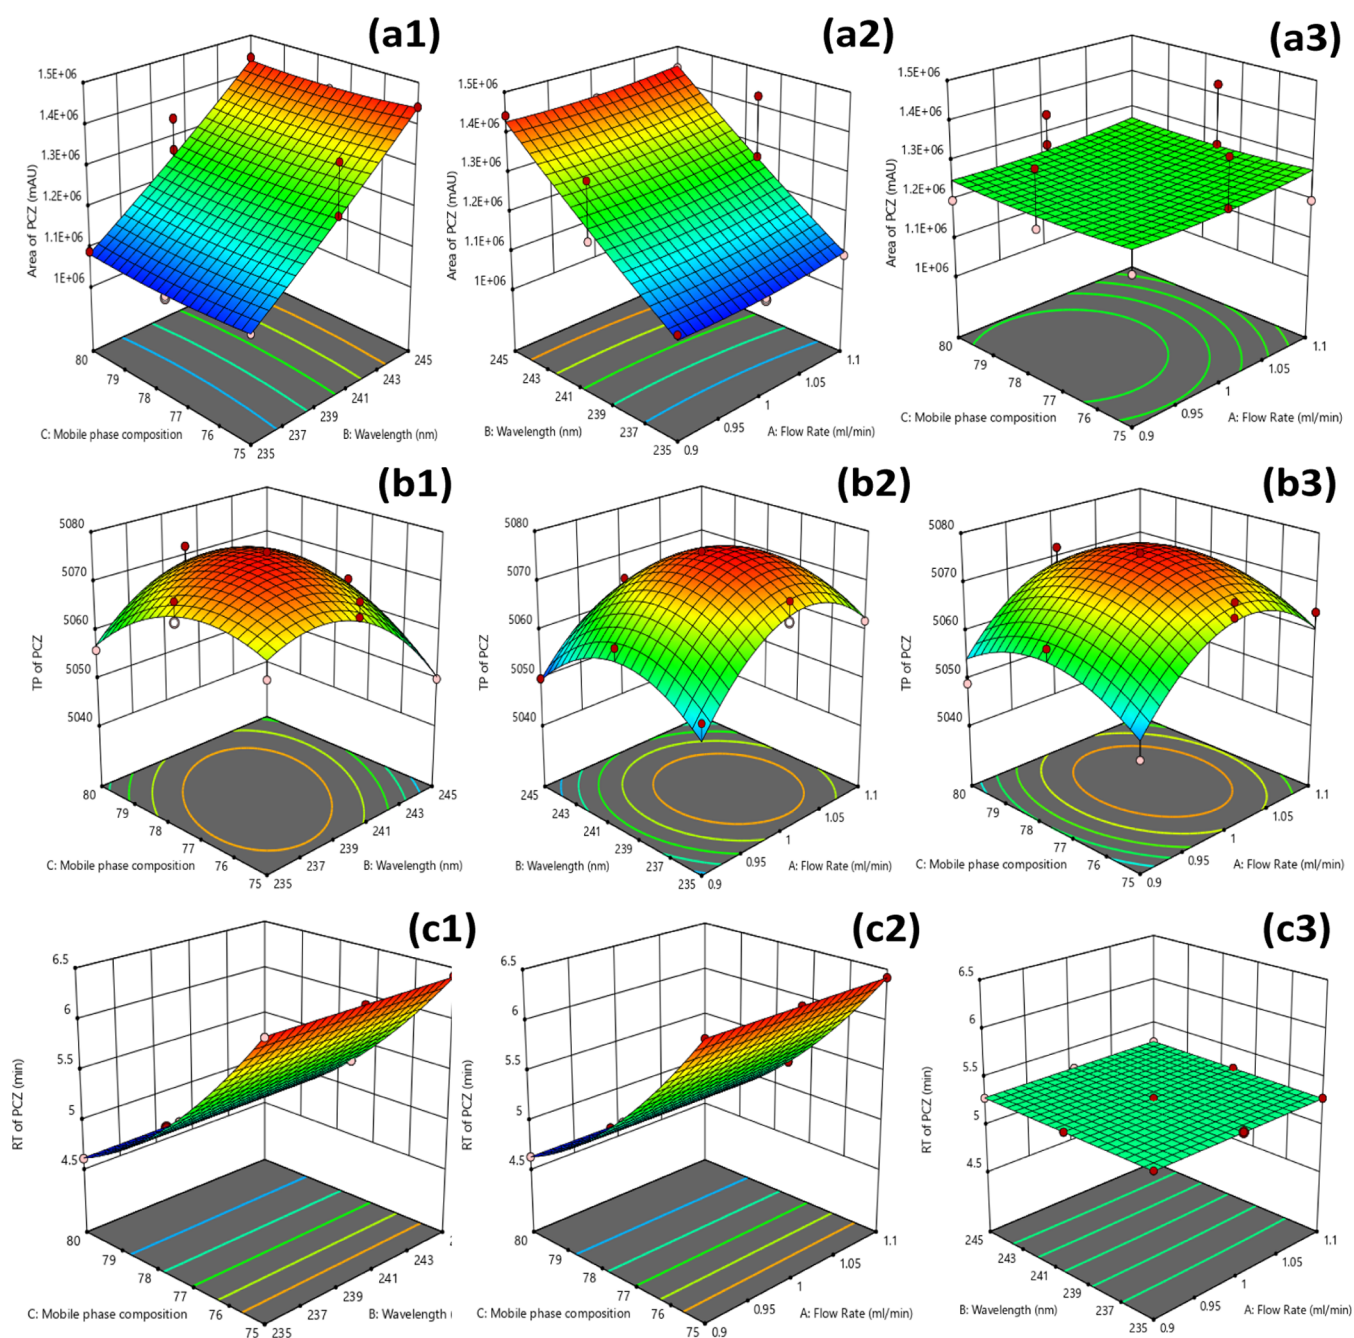 (a1)
1.5E+06
1.4E+06
1.3E+06
1.2E+06
1.1E+06
1E+06
Area of PCZ (mAU)
80
79
78
77
76
75
C: Mobile phase composition
235
237
239
241
243
245
B: Wavelength (nm)
(a2)
1.5E+06
1.4E+06
1.3E+06
1.2E+06
1.1E+06
1E+06
Area of PCZ (mAU)
245
243
241
239
237
235
B: Wavelength (nm)
0.9
0.95
1
1.05
1.1
A: Flow Rate (ml/min)
(a3)
1.5E+06
1.4E+06
1.3E+06
1.2E+06
1.1E+06
1E+06
Area of PCZ (mAU)
80
79
78
77
76
75
C: Mobile phase composition
0.9
0.95
1
1.05
1.1
A: Flow Rate (ml/min)
(b1)
5080
5070
5060
5050
5040
TP of PCZ
80
79
78
77
76
75
C: Mobile phase composition
235
237
239
241
243
245
B: Wavelength (nm)
(b2)
5080
5070
5060
5050
5040
TP of PCZ
245
243
241
239
237
235
B: Wavelength (nm)
0.9
0.95
1
1.05
1.1
A: Flow Rate (ml/min)
(b3)
5080
5070
5060
5050
5040
TP of PCZ
80
79
78
77
76
75
C: Mobile phase composition
0.9
0.95
1
1.05
1.1
A: Flow Rate (ml/min)
(c1)
6.5
6
5.5
5
4.5
RT of PCZ (min)
80
79
78
77
76
75
C: Mobile phase composition
235
237
239
241
243
B: Wavelength (
(c2)
6.5
6
5.5
5
4.5
RT of PCZ (min)
80
79
78
77
76
75
C: Mobile phase composition
0.9
0.95
1
1.05
1.1
A: Flow Rate (ml/min)
(c3)
6.5
6
5.5
5
4.5
RT of PCZ (min)
245
243
241
239
237
235
B: Wavelength (nm)
0.9
0.95
1
1.05
1.1
A: Flow Rate (ml/min)